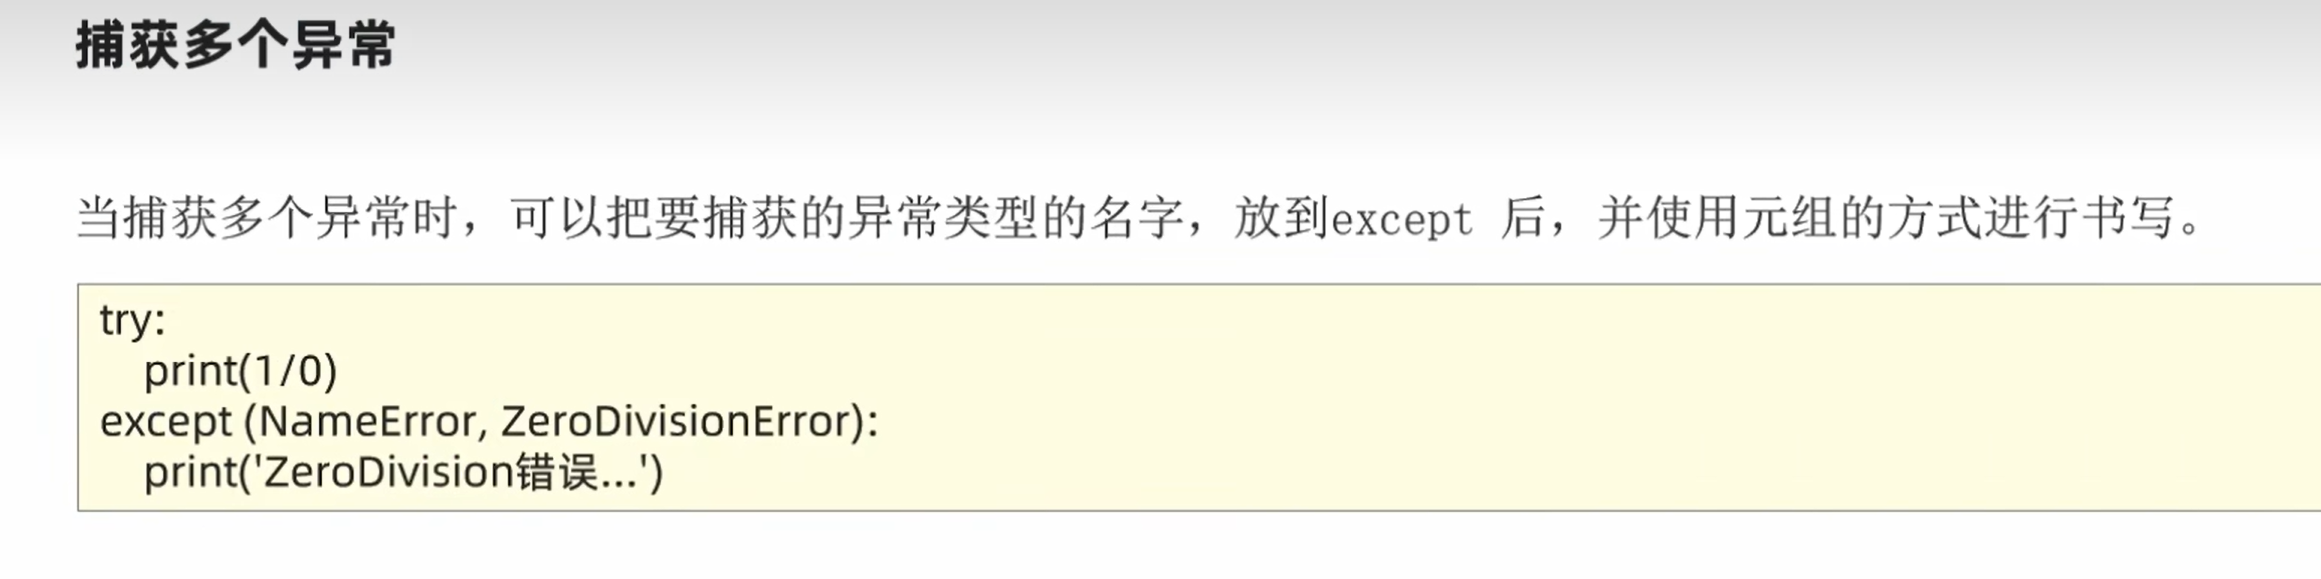 捕获多个异常
当捕获多个异常时，可以把要捕获的异常类型的名字，放到except 后，并使用元组的方式进行书写。
try:
    print(1/0)
except (NameError, ZeroDivisionError):
    print('ZeroDivision错误...')